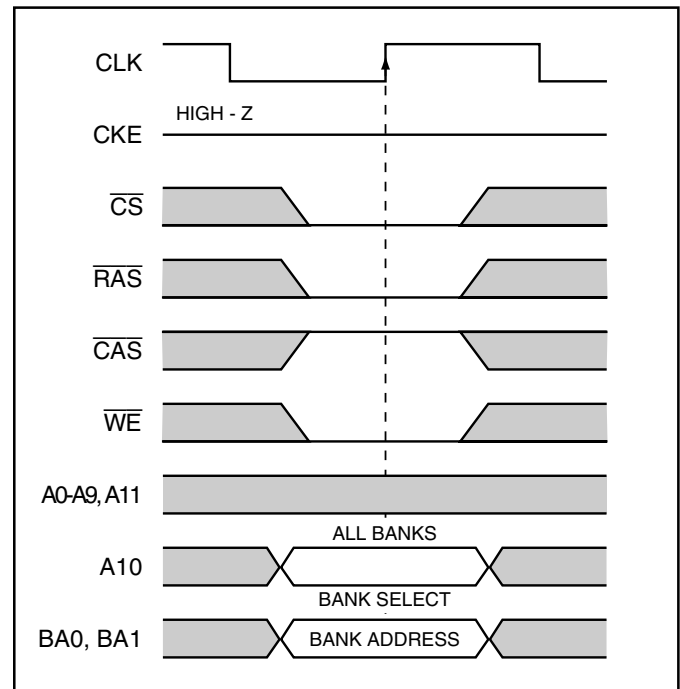 CLK
HIGH - Z
CKE
CS
RAS
CAS
WE
A0-A9, A11
ALL BANKS
A10
BANK SELECT
BA0, BA1
BANK ADDRESS